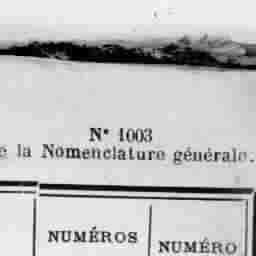 N° 1003
e la Nomenclature générale.
NUMÉROS
NUMÉRO